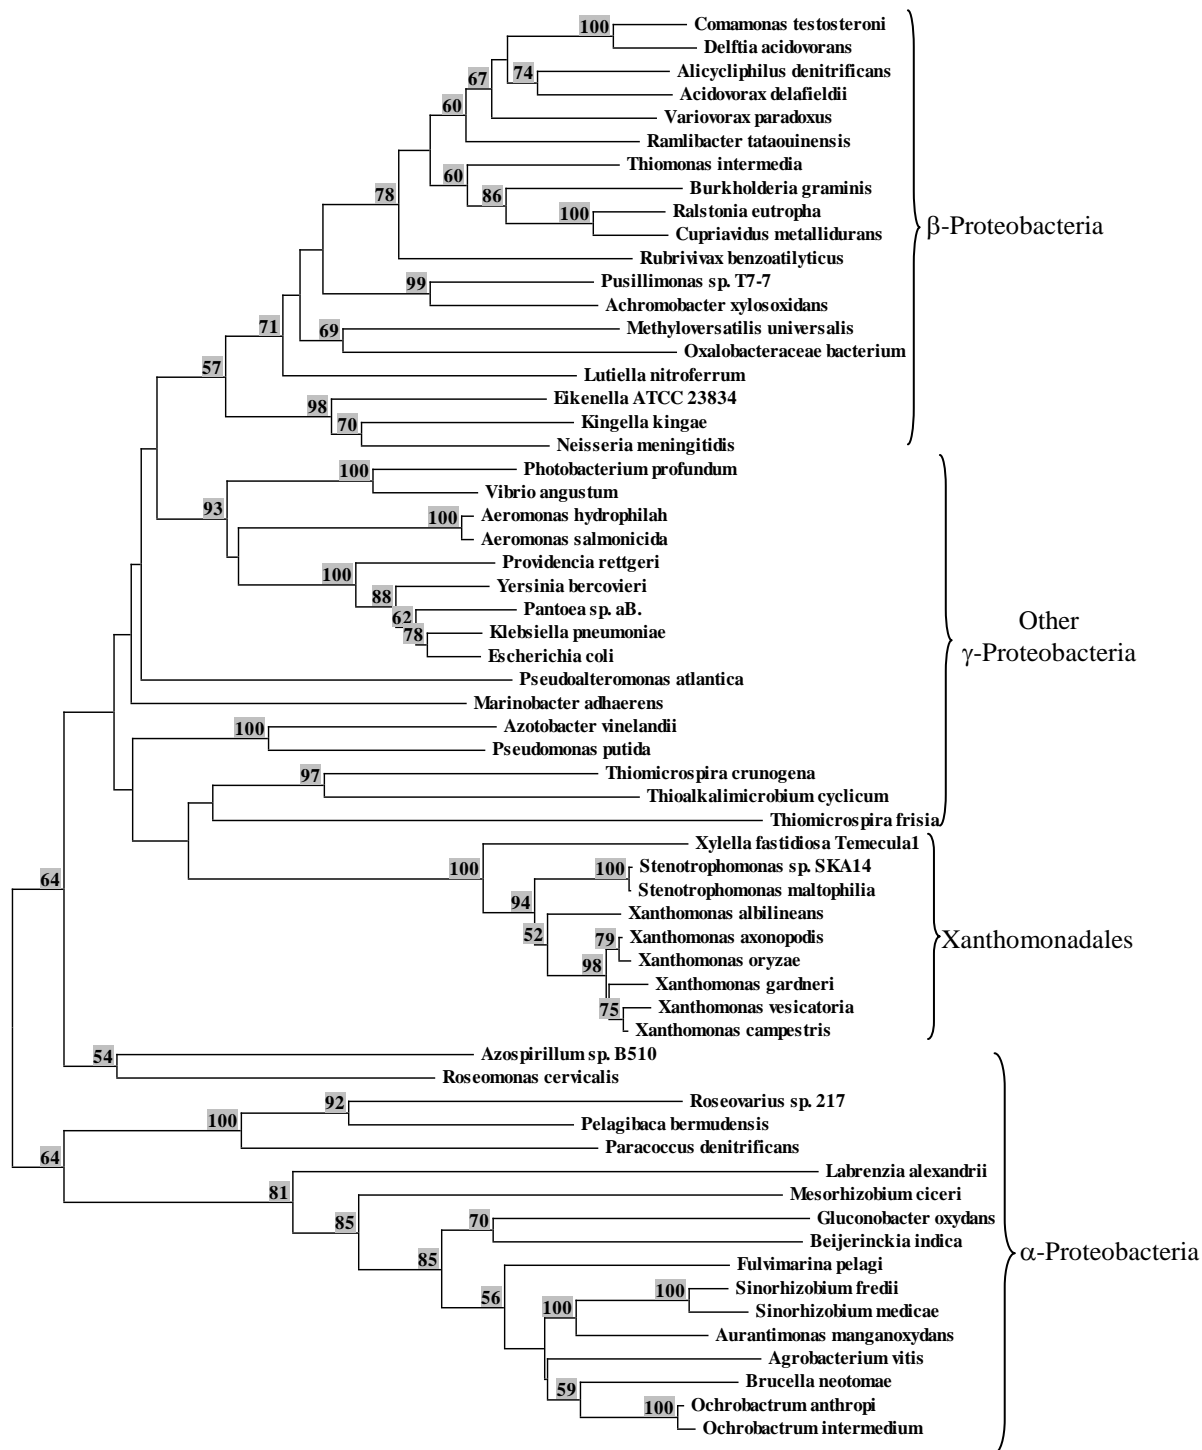 Comamonas testosteroni
100
Delftia acidovorans
Alicycliphilus denitrificans
67
74
Acidovorax delafieldii
60
Variovorax paradoxus
Ramlibacter tataouinensis
Thiomonas intermedia
60
Burkholderia graminis
78
86
Ralstonia eutropha
100
β-Proteobacteria
Cupriavidus metallidurans
Rubrivivax benzoatilyticus
Pusillimonas sp. T7-7
99
Achromobacter xylosoxidans
Methyloversatilis universalis
71
69
Oxalobacteraceae bacterium
57
Lutiella nitroferrum
Eikenella ATCC 23834
98
Kingella kingae
70
Neisseria meningitidis
Photobacterium profundum
100
Vibrio angustum
93
Aeromonas hydrophilah
100
Aeromonas salmonicida
Providencia rettgeri
100
Yersinia bercovieri
88
Pantoea sp. aB.
62
Other
Klebsiella pneumoniae
78
γ-Proteobacteria
Escherichia coli
Pseudoalteromonas atlantica
Marinobacter adhaerens
Azotobacter vinelandii
100
Pseudomonas putida
Thiomicrospira crunogena
97
Thioalkalimicrobium cyclicum
Thiomicrospira frisia
Xylella fastidiosa Temecula1
100
Stenotrophomonas sp. SKA14
100
64
Stenotrophomonas maltophilia
94
Xanthomonas albilineans
52
Xanthomonas axonopodis
79
Xanthomonadales
Xanthomonas oryzae
98
Xanthomonas gardneri
Xanthomonas vesicatoria
75
Xanthomonas campestris
Azospirillum sp. B510
54
Roseomonas cervicalis
Roseovarius sp. 217
92
100
Pelagibaca bermudensis
Paracoccus denitrificans
64
Labrenzia alexandrii
81
Mesorhizobium ciceri
85
Gluconobacter oxydans
70
Beijerinckia indica
α-Proteobacteria
85
Fulvimarina pelagi
Sinorhizobium fredii
100
56
100
Sinorhizobium medicae
Aurantimonas manganoxydans
Agrobacterium vitis
Brucella neotomae
59
Ochrobactrum anthropi
100
Ochrobactrum intermedium